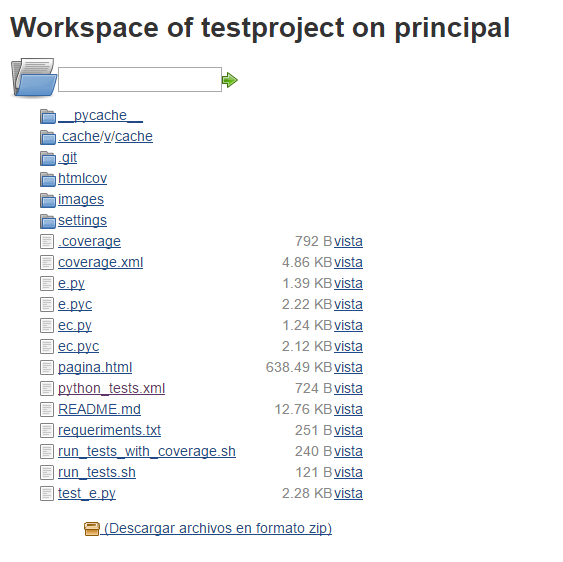 Workspace of testproject on principal
__pycache__
.cache/v/cache
.git
htmlcov
images
settings
.coverage 792 B vista
coverage.xml 4.86 KB vista
e.py 1.39 KB vista
e.pyc 2.22 KB vista
ec.py 1.24 KB vista
ec.pyc 2.12 KB vista
pagina.html 638.49 KB vista
python_tests.xml 724 B vista
README.md 12.76 KB vista
requeriments.txt 251 B vista
run_tests_with_coverage.sh 240 B vista
run_tests.sh 121 B vista
test_e.py 2.28 KB vista
(Descargar archivos en formato zip)